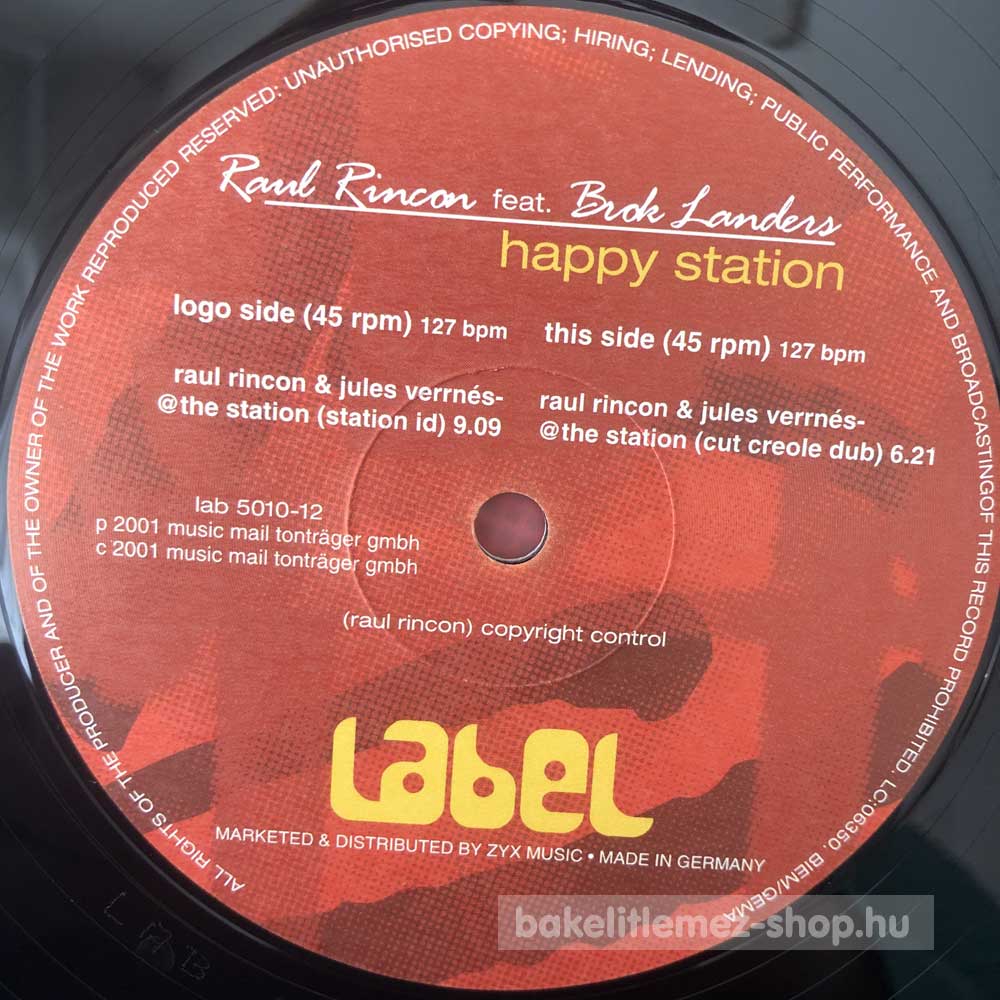 ALL RIGHTS OF THE PRODUCER AND OF THE OWNER OF THE WORK REPRODUCED RESERVED: UNAUTHORISED COPYING; HIRING; LENDING; PUBLIC PERFORMANCE AND BROADCASTINGOF THIS RECORD PROHIBITED. LC:06350. BIEM/GEMA
Raul Rincon feat. Brok Landers
happy station
logo side (45 rpm) 127 bpm
raul rincon & jules verrnés-
@the station (station id) 9.09
this side (45 rpm) 127 bpm
raul rincon & jules verrnés-
@the station (cut creole dub) 6.21
lab 5010-12
p 2001 music mail tonträger gmbh
c 2001 music mail tonträger gmbh
(raul rincon) copyright control
Label
MARKETED & DISTRIBUTED BY ZYX MUSIC • MADE IN GERMANY
LAB
bakelitlemez-shop.hu